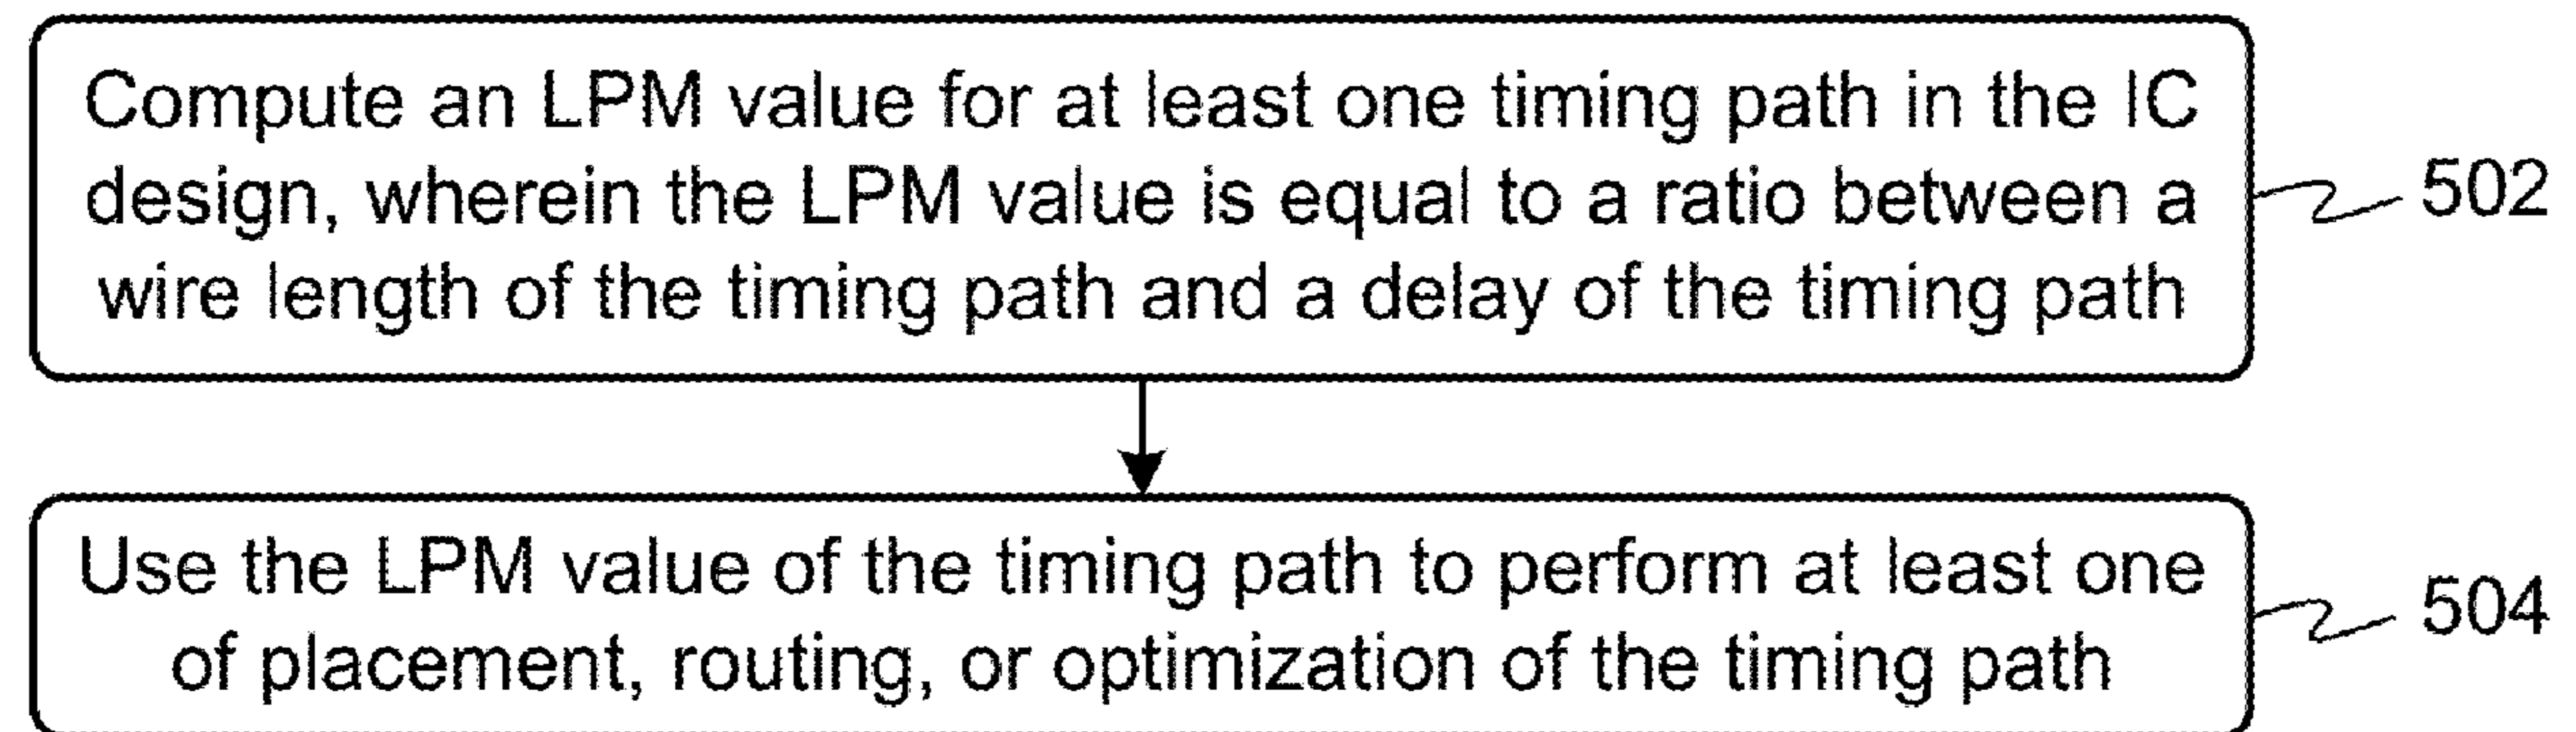 Compute an LPM value for at least one timing path in the IC
design, wherein the LPM value is equal to a ratio between a
wire length of the timing path and a delay of the timing path
502
Use the LPM value of the timing path to perform at least one
of placement, routing, or optimization of the timing path
504